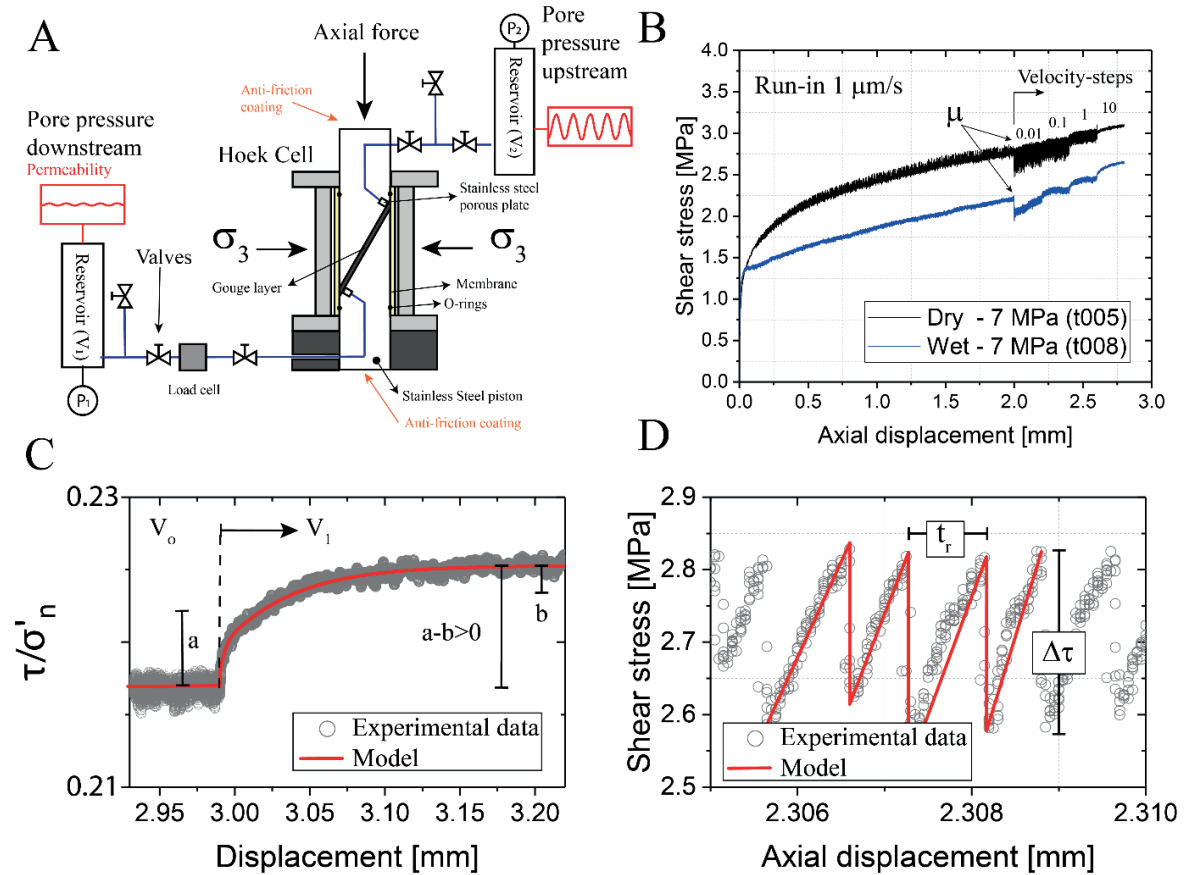 A
Axial force
P₂
Pore
pressure
upstream
Reservoir (V₂)
Anti-friction
coating
Pore pressure
downstream
Permeability
Hoek Cell
Stainless steel
porous plate
σ₃
σ₃
Valves
Gouge layer
Membrane
O-rings
Reservoir (V₁)
Load cell
P₁
Stainless Steel piston
Anti-friction coating
B
4.0
3.5
3.0
2.5
2.0
1.5
1.0
0.5
0.0
Shear stress [MPa]
Run-in 1 μm/s
Velocity-steps
μ
0.01
0.1
1
10
Dry - 7 MPa (t005)
Wet - 7 MPa (t008)
0.0 0.5 1.0 1.5 2.0 2.5 3.0
Axial displacement [mm]
C
0.23
0.21
τ/σ'n
Vo
V₁
a
b
a-b>0
Experimental data
Model
2.95 3.00 3.05 3.10 3.15 3.20
Displacement [mm]
D
2.9
2.8
2.7
2.6
2.5
Shear stress [MPa]
tr
Δτ
Experimental data
Model
2.306 2.308 2.310
Axial displacement [mm]